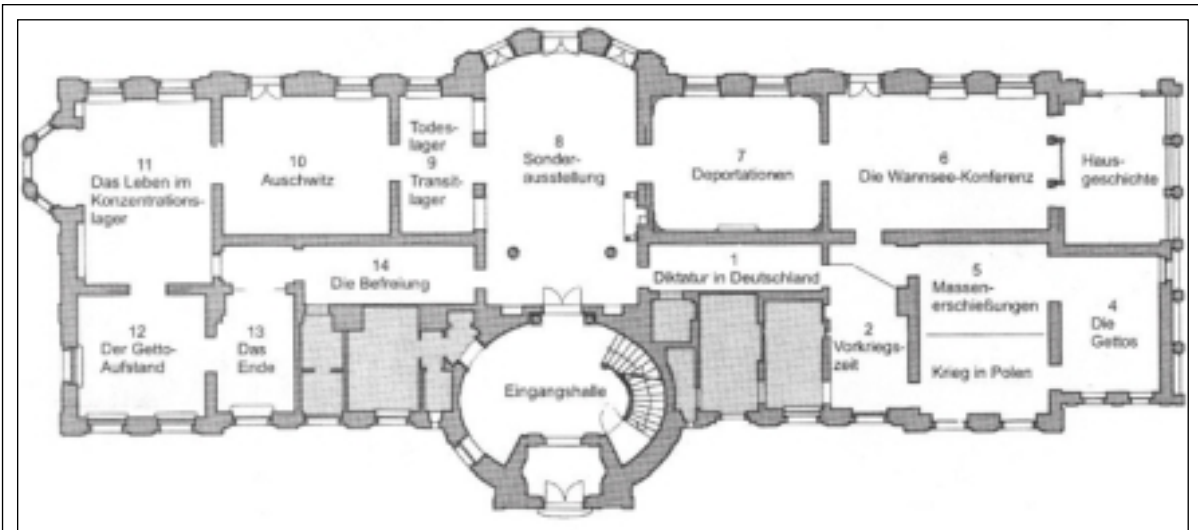 11
Das Leben im
Konzentrations-
lager
10
Auschwitz
Todes-
lager
9
Transit-
lager
8
Sonder-
ausstellung
7
Deportationen
6
Die Wannsee-Konferenz
Haus-
geschichte
14
Die Befreiung
1
Diktatur in Deutschland
5
Massen-
erschießungen
4
Die
Gettos
12
Der Getto-
Aufstand
13
Das
Ende
Eingangshalle
2
Vorkriegs-
zeit
Krieg in Polen